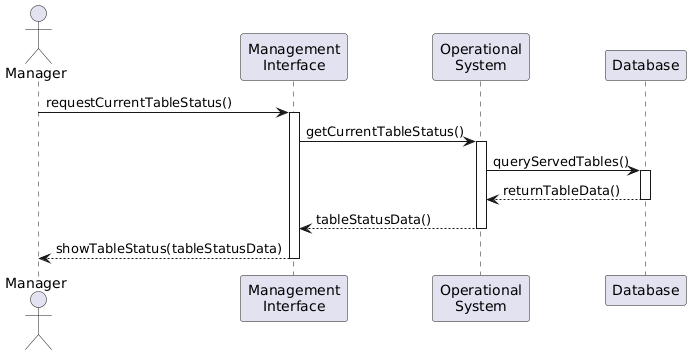 Manager
Management
Interface
Operational
System
Database
requestCurrentTableStatus()
getCurrentTableStatus()
queryServedTables()
returnTableData()
tableStatusData()
showTableStatus(tableStatusData)
Manager
Management
Interface
Operational
System
Database